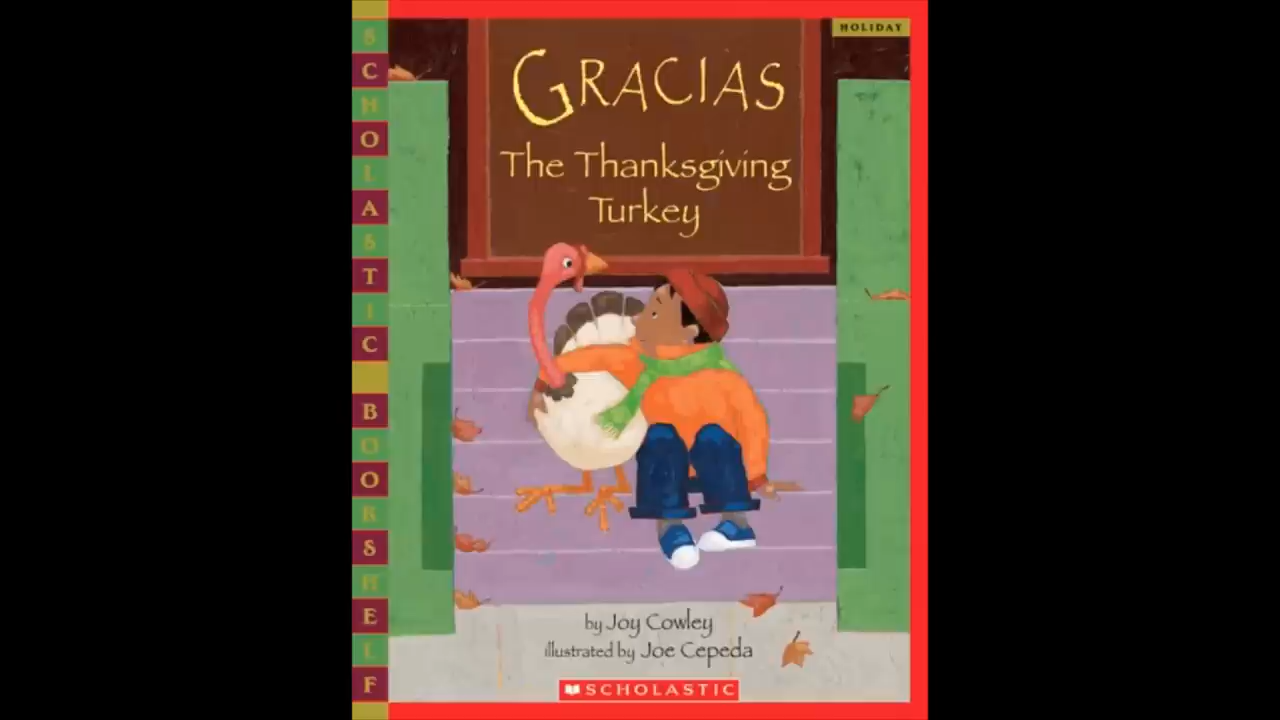 HOLIDAY
GRACIAS
The Thanksgiving
Turkey
by Joy Cowley
illustrated by Joe Cepeda
SCHOLASTIC
SCHOLASTIC BOOKSHELF